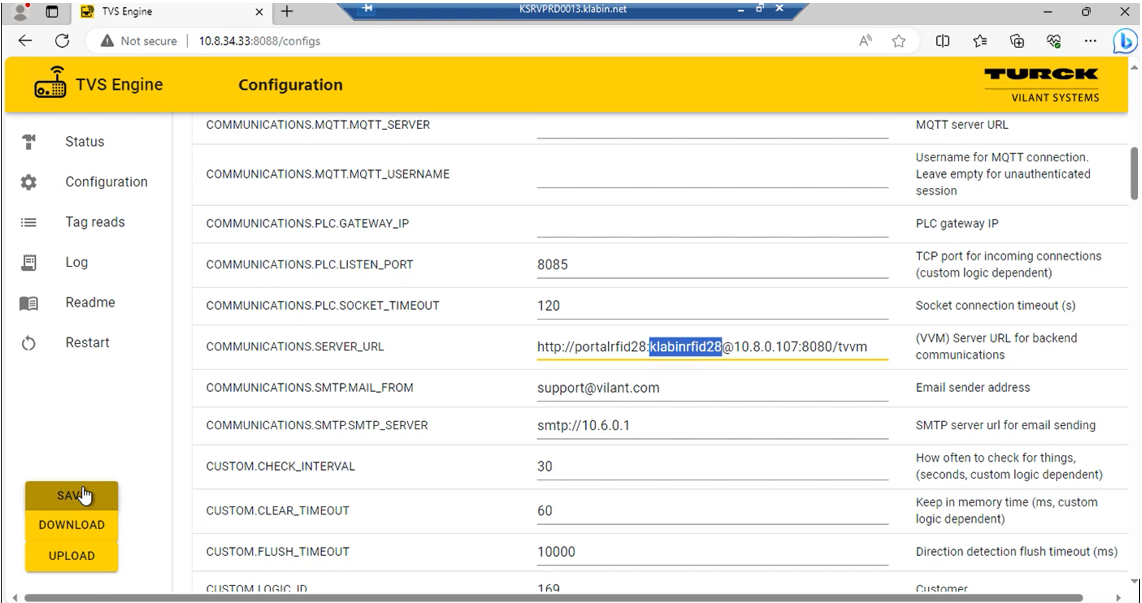 TVS Engine
KSRVPRD0013.klabin.net
Not secure 10.8.34.33:8088/configs
TVS Engine
Configuration
TURCK
VILANT SYSTEMS
Status
Configuration
Tag reads
Log
Readme
Restart
SAVE
DOWNLOAD
UPLOAD
COMMUNICATIONS.MQTT.MQTT_SERVER MQTT server URL
COMMUNICATIONS.MQTT.MQTT_USERNAME Username for MQTT connection.
Leave empty for unauthenticated
session
COMMUNICATIONS.PLC.GATEWAY_IP PLC gateway IP
COMMUNICATIONS.PLC.LISTEN_PORT 8085 TCP port for incoming connections
(custom logic dependent)
COMMUNICATIONS.PLC.SOCKET_TIMEOUT 120 Socket connection timeout (s)
COMMUNICATIONS.SERVER_URL http://portalrfid28:klabinrfid28@10.8.0.107:8080/tvvm (VVM) Server URL for backend
communications
COMMUNICATIONS.SMTP.MAIL_FROM support@vilant.com Email sender address
COMMUNICATIONS.SMTP.SMTP_SERVER smtp://10.6.0.1 SMTP server url for email sending
CUSTOM.CHECK_INTERVAL 30 How often to check for things,
(seconds, custom logic dependent)
CUSTOM.CLEAR_TIMEOUT 60 Keep in memory time (ms, custom
logic dependent)
CUSTOM.FLUSH_TIMEOUT 10000 Direction detection flush timeout (ms)
CUSTOM.LOGIC_ID 169 Customer